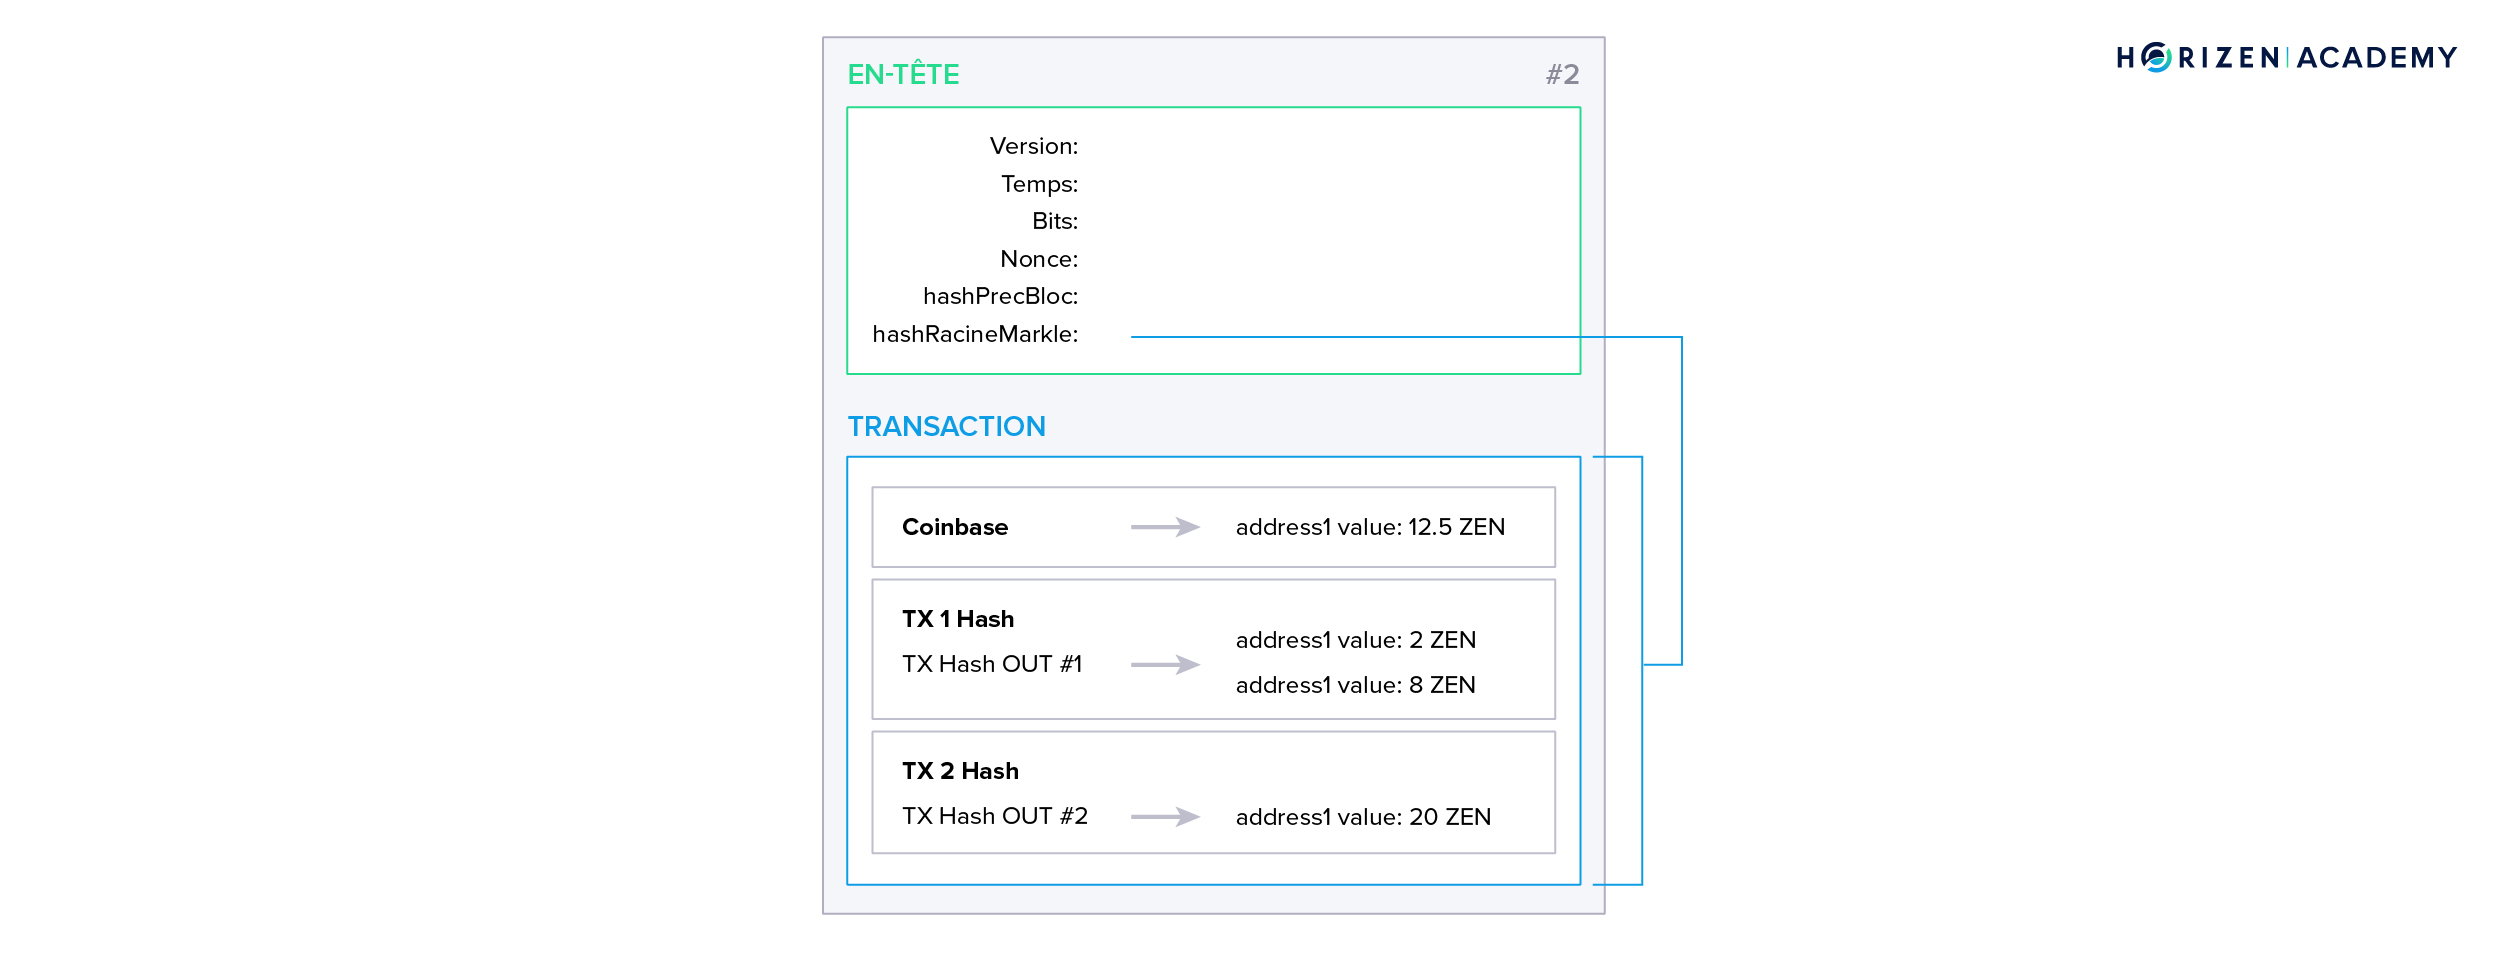 HORIZEN ACADEMY
EN-TÊTE
#2
Version:
Temps:
Bits:
Nonce:
hashPrecBloc:
hashRacineMarkle:
TRANSACTION
Coinbase
address1 value: 12.5 ZEN
TX 1 Hash
TX Hash OUT #1
address1 value: 2 ZEN
address1 value: 8 ZEN
TX 2 Hash
TX Hash OUT #2
address1 value: 20 ZEN